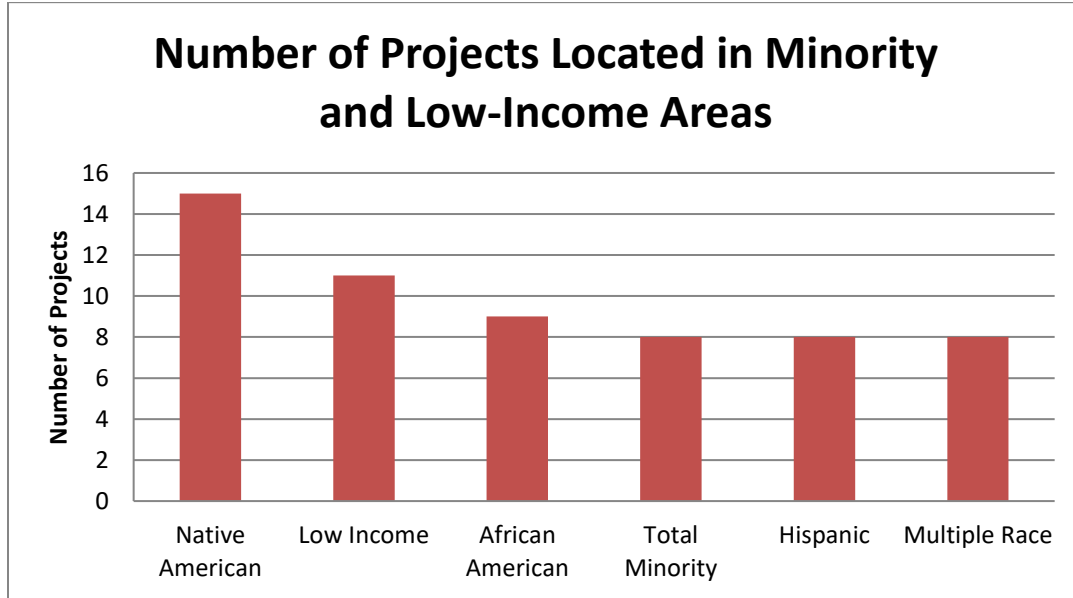 Number of Projects Located in Minority
and Low-Income Areas
Number of Projects
16
14
12
10
8
6
4
2
0
Native
American
Low Income
African
American
Total
Minority
Hispanic
Multiple Race